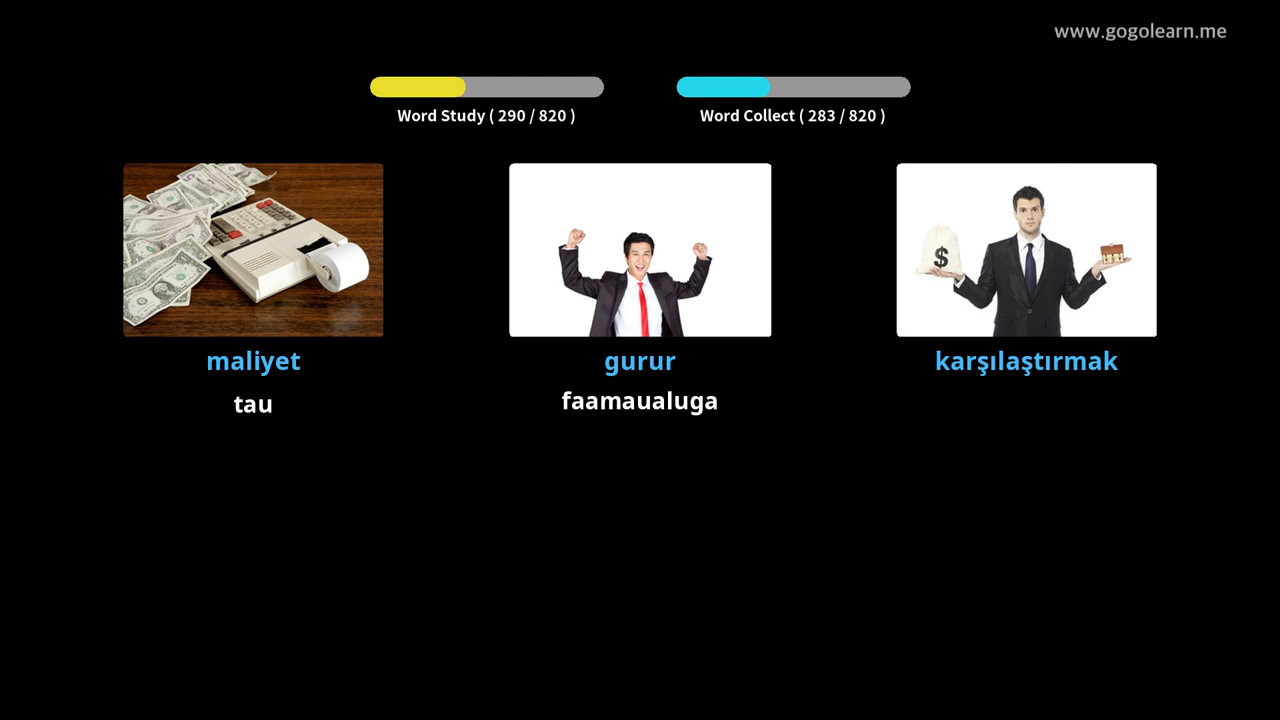 www.gogolearn.me
Word Study ( 290 / 820 )
Word Collect ( 283 / 820 )
$
maliyet
gurur
karşılaştırmak
tau
faamaualuga